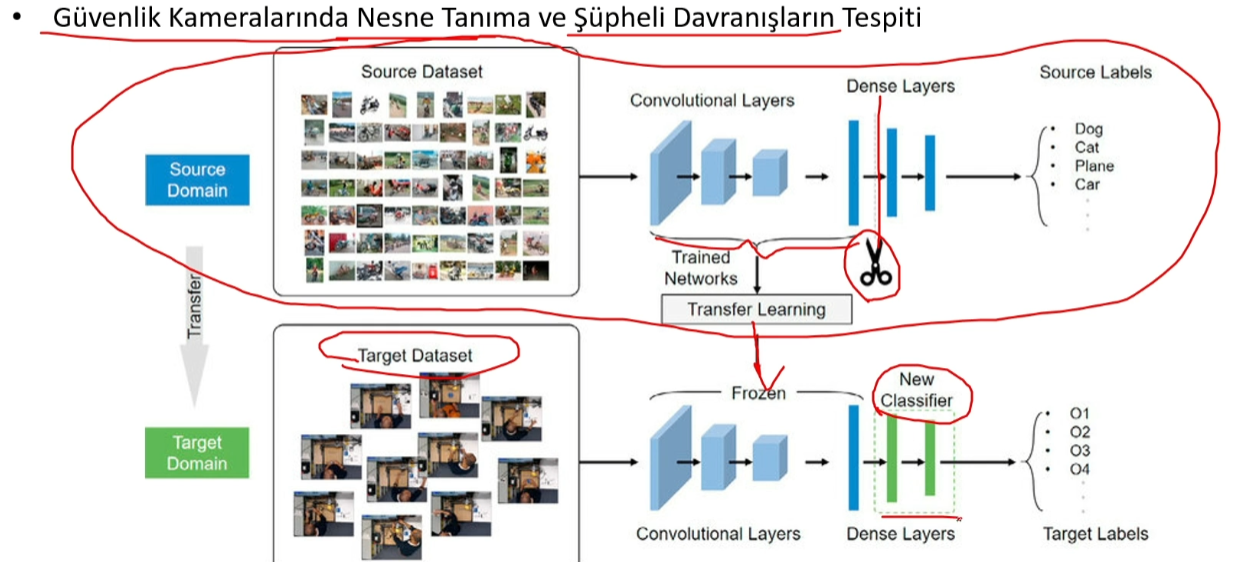 • Güvenlik Kameralarında Nesne Tanıma ve Şüpheli Davranışların Tespiti
Source Dataset
Convolutional Layers
Dense Layers
Source Labels
Source
Domain
• Dog
• Cat
• Plane
• Car
Trained
Networks
Transfer Learning
Transfer
Target Dataset
Frozen
New
Classifier
Target
Domain
• O1
• O2
• O3
• O4
Convolutional Layers
Dense Layers
Target Labels